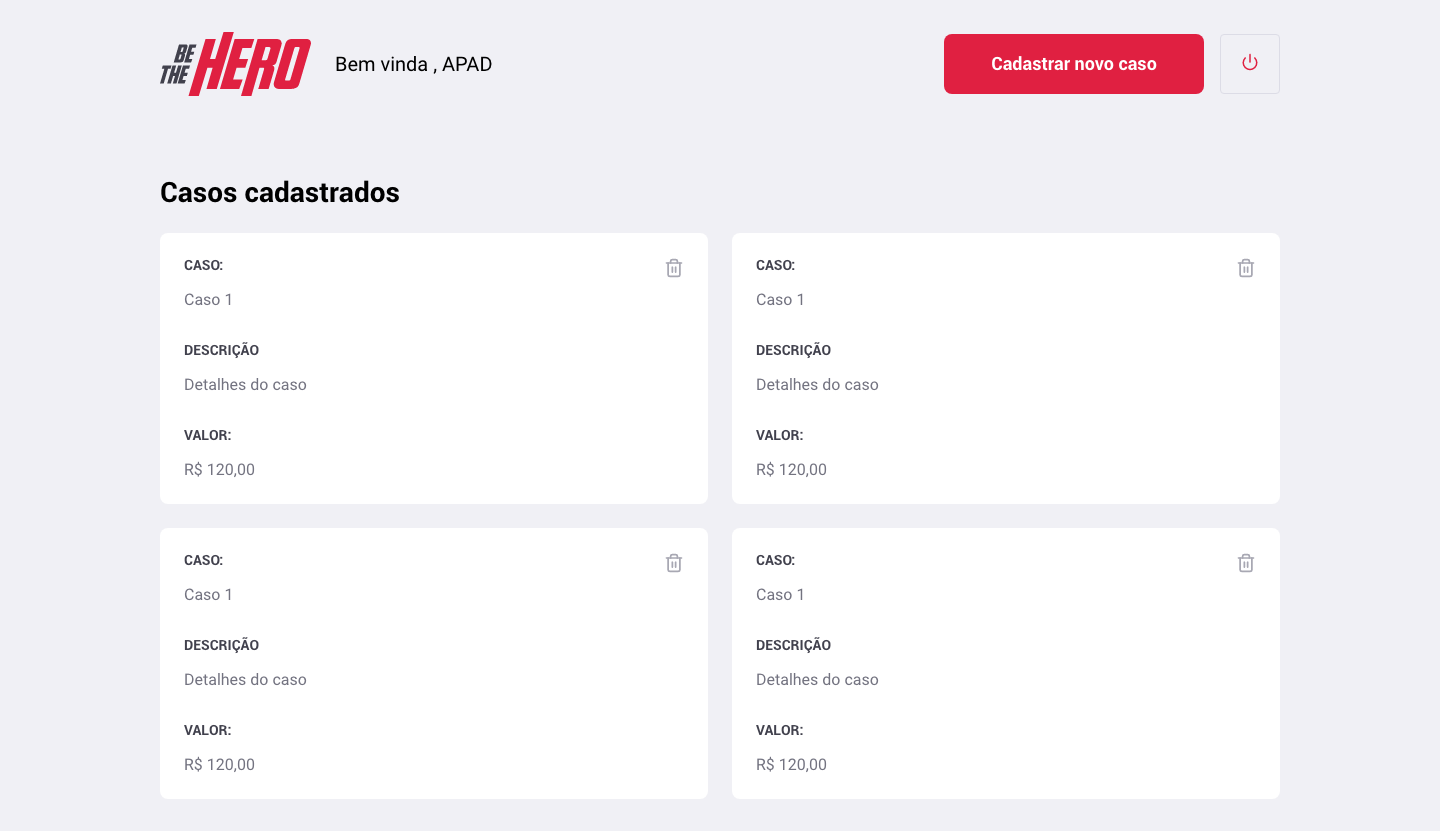 BE
THE HERO
Bem vinda , APAD
Cadastrar novo caso
Casos cadastrados
CASO:
Caso 1
DESCRIÇÃO
Detalhes do caso
VALOR:
R$ 120,00
CASO:
Caso 1
DESCRIÇÃO
Detalhes do caso
VALOR:
R$ 120,00
CASO:
Caso 1
DESCRIÇÃO
Detalhes do caso
VALOR:
R$ 120,00
CASO:
Caso 1
DESCRIÇÃO
Detalhes do caso
VALOR:
R$ 120,00